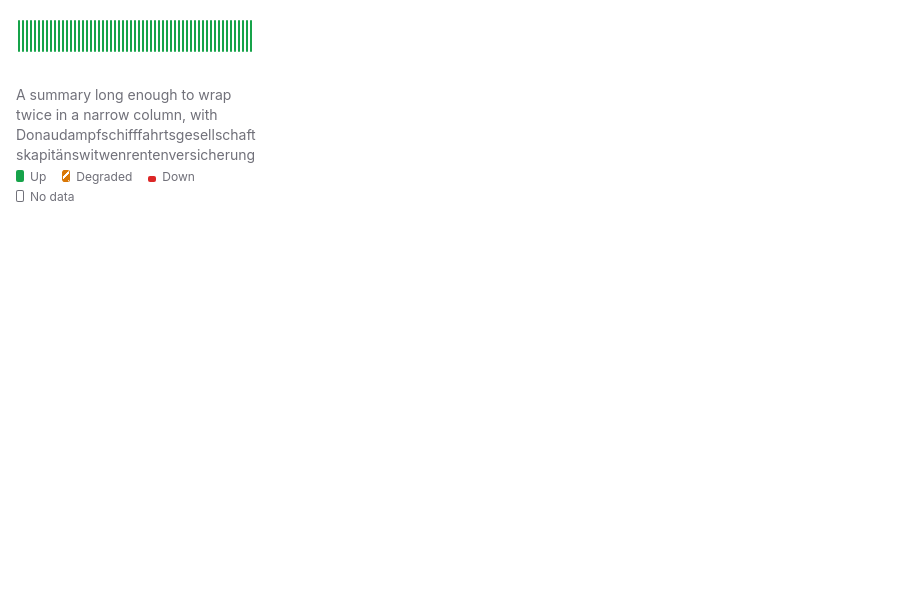 A summary long enough to wrap
twice in a narrow column, with
Donaudampfschifffahrtsgesellschaft
skapitänswitwenrentenversicherung
Up Degraded Down
No data